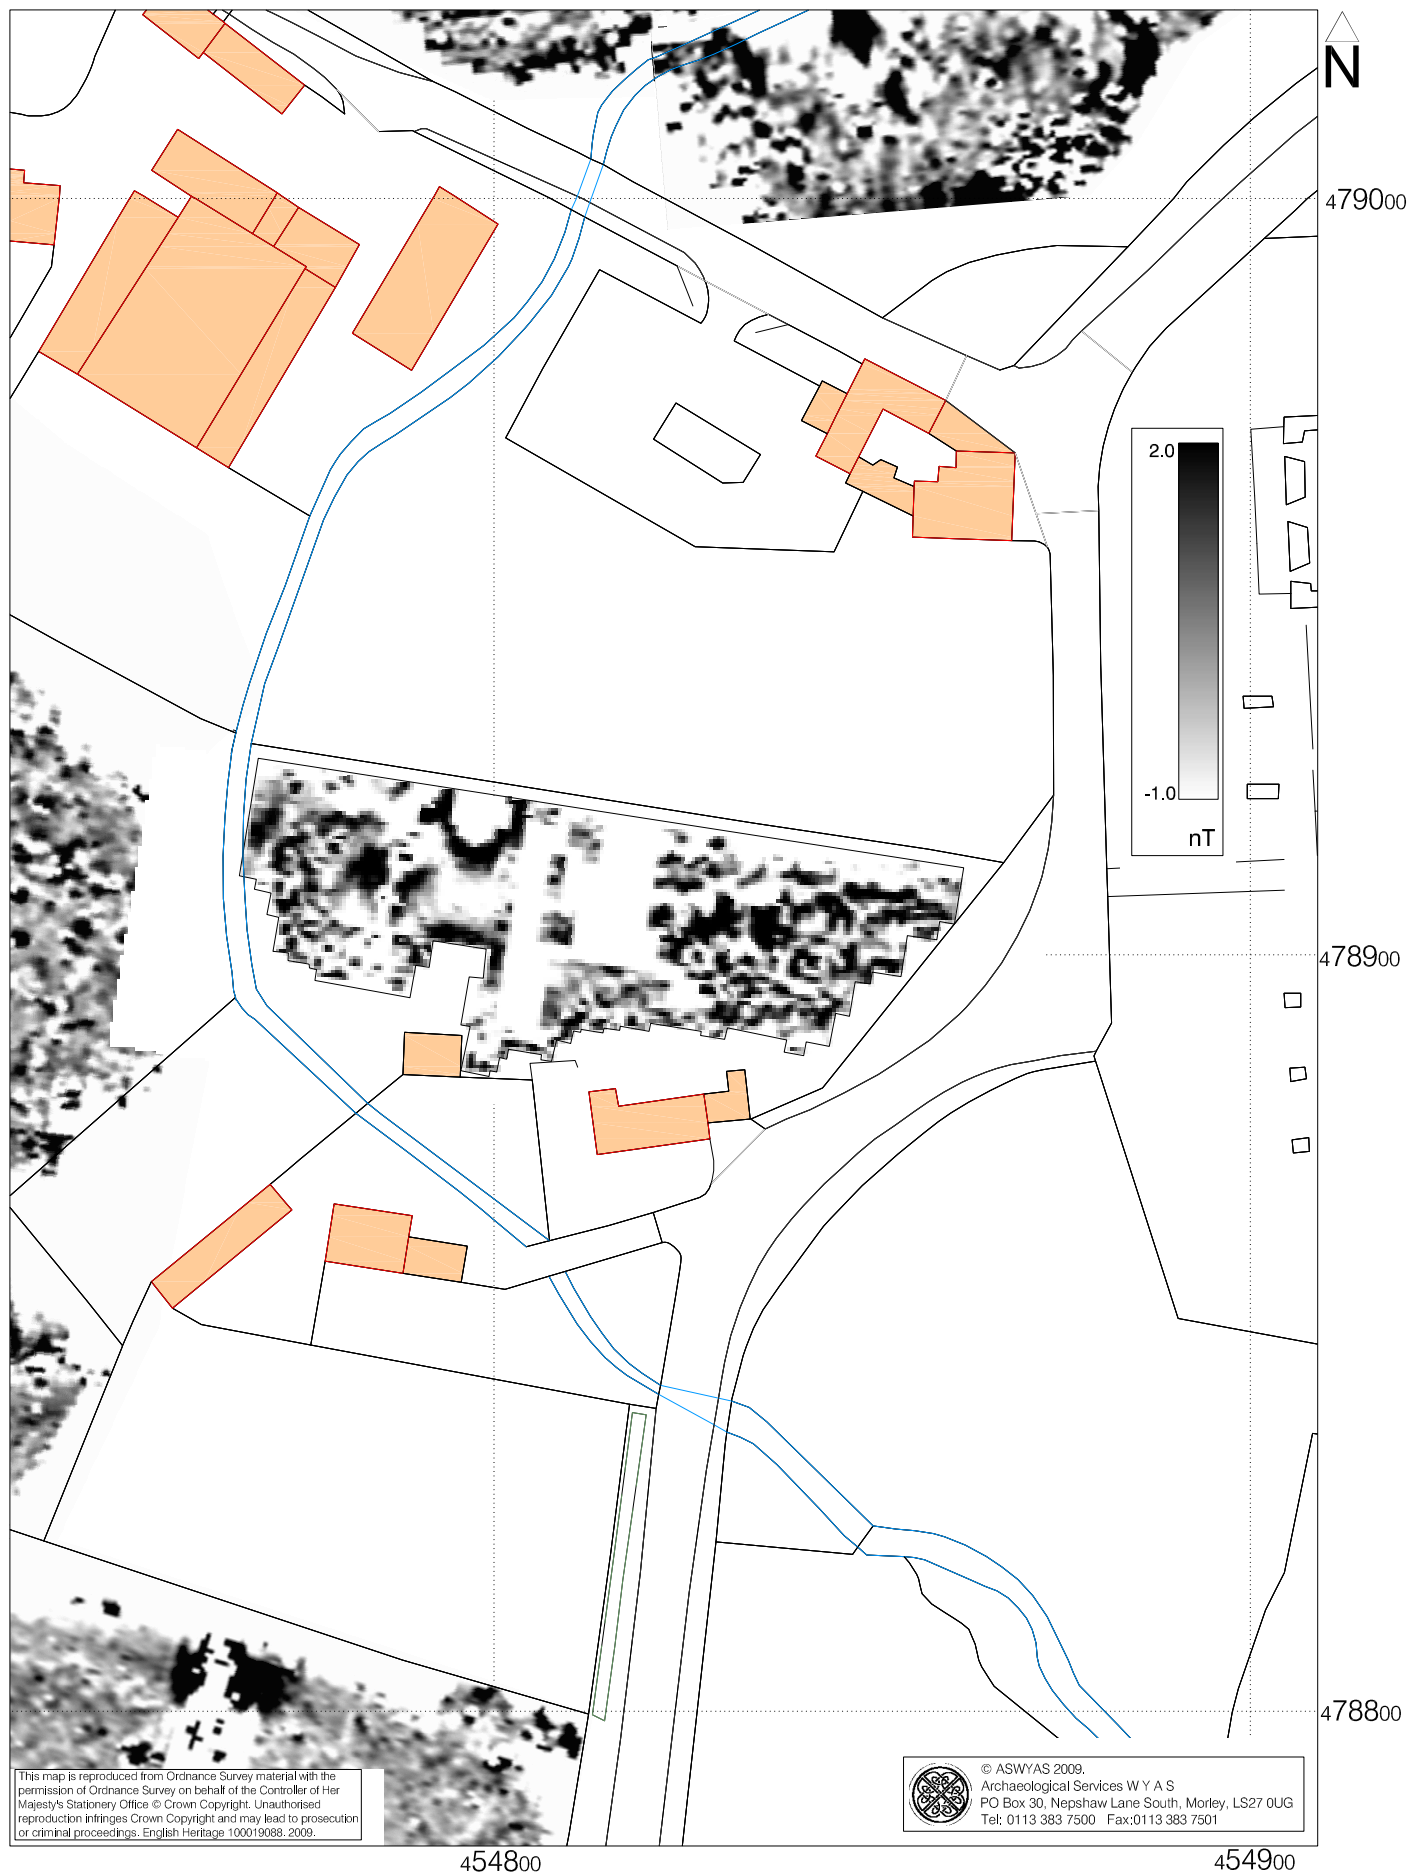 N
479000
2.0
-1.0
nT
478900
478800
This map is reproduced from Ordnance Survey material with the
permission of Ordnance Survey on behalf of the Controller of Her
Majesty's Stationery Office © Crown Copyright. Unauthorised
reproduction infringes Crown Copyright and may lead to prosecution
or criminal proceedings. English Heritage 100019088. 2009.
© ASWYAS 2009.
Archaeological Services W Y A S
PO Box 30, Nepshaw Lane South, Morley, LS27 0UG
Tel: 0113 383 7500 Fax:0113 383 7501
454800
454900